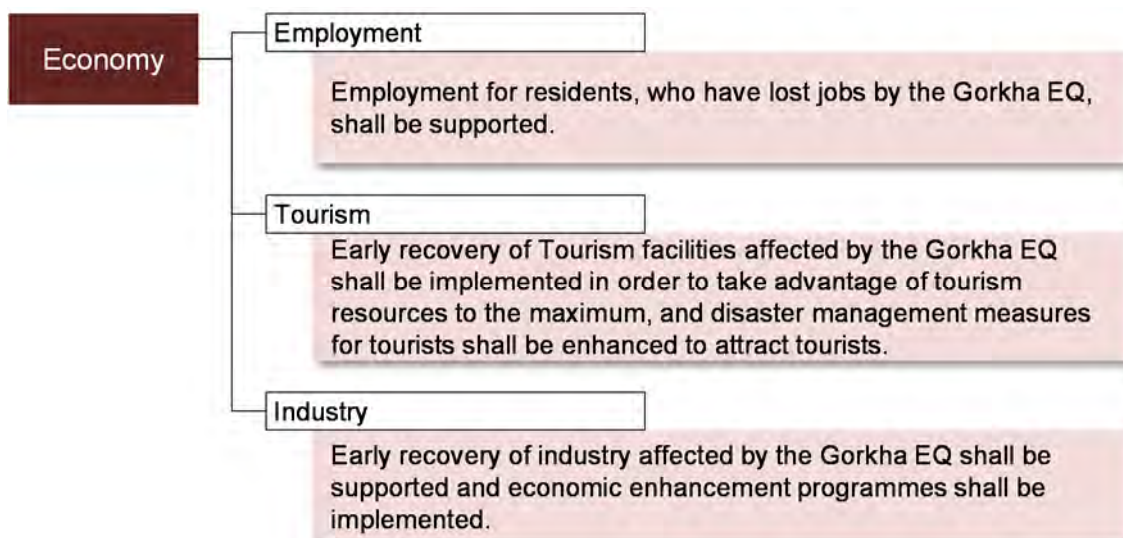 Economy
Employment
Employment for residents, who have lost jobs by the Gorkha EQ,
shall be supported.
Tourism
Early recovery of Tourism facilities affected by the Gorkha EQ
shall be implemented in order to take advantage of tourism
resources to the maximum, and disaster management measures
for tourists shall be enhanced to attract tourists.
Industry
Early recovery of industry affected by the Gorkha EQ shall be
supported and economic enhancement programmes shall be
implemented.